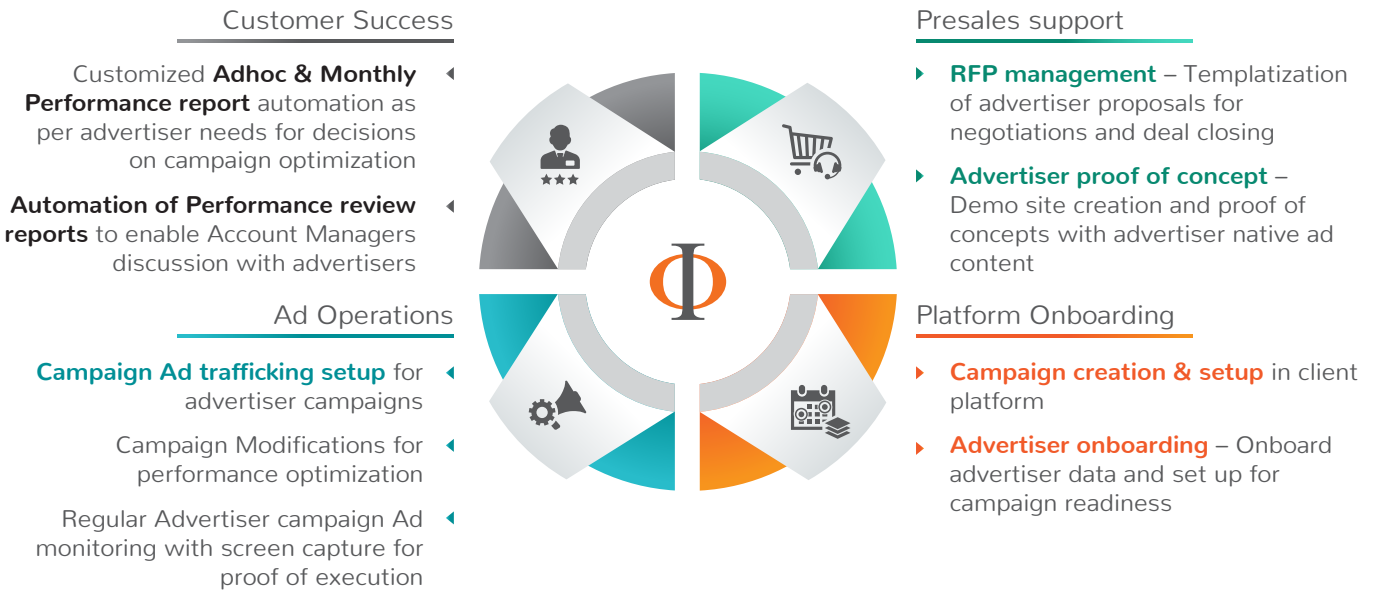 Customer Success
Customized Adhoc & Monthly
Performance report automation as
per advertiser needs for decisions
on campaign optimization
Automation of Performance review
reports to enable Account Managers
discussion with advertisers
Presales support
RFP management – Templatization
of advertiser proposals for
negotiations and deal closing
Advertiser proof of concept –
Demo site creation and proof of
concepts with advertiser native ad
content
Φ
Ad Operations
Campaign Ad trafficking setup for
advertiser campaigns
Campaign Modifications for
performance optimization
Regular Advertiser campaign Ad
monitoring with screen capture for
proof of execution
Platform Onboarding
Campaign creation & setup in client
platform
Advertiser onboarding – Onboard
advertiser data and set up for
campaign readiness